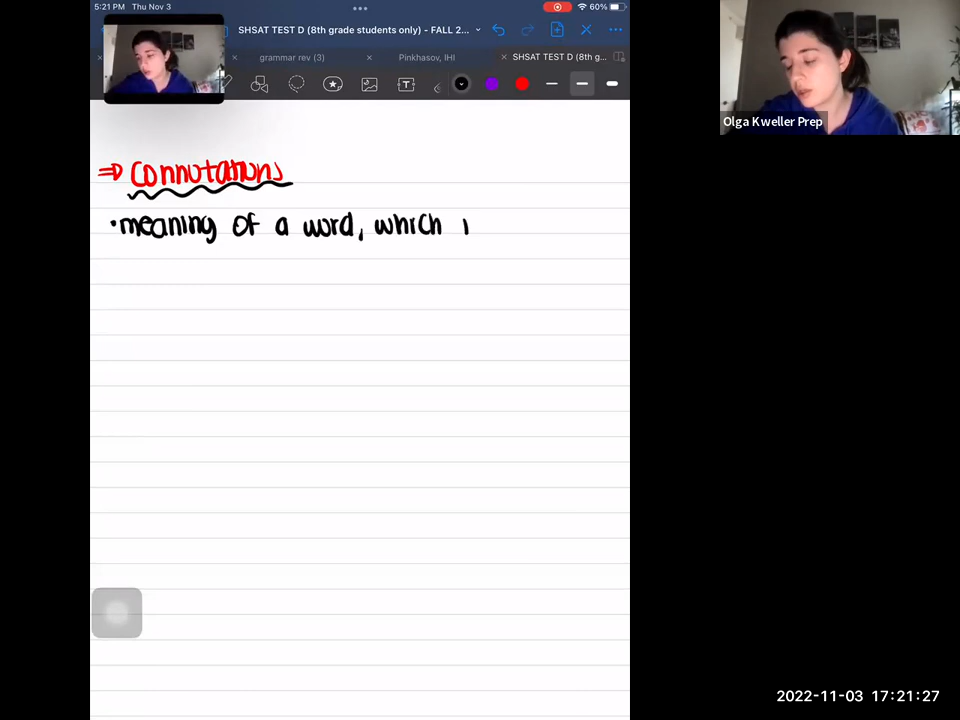 5:21 PM Thu Nov 3
60%
SHSAT TEST D (8th grade students only) - FALL 2...
grammar rev (3)
Pinkhasov, IHI
SHSAT TEST D (8th g...
T
⇒ connutations
• meaning of a word, which i
Olga Kweller Prep
2022-11-03 17:21:27